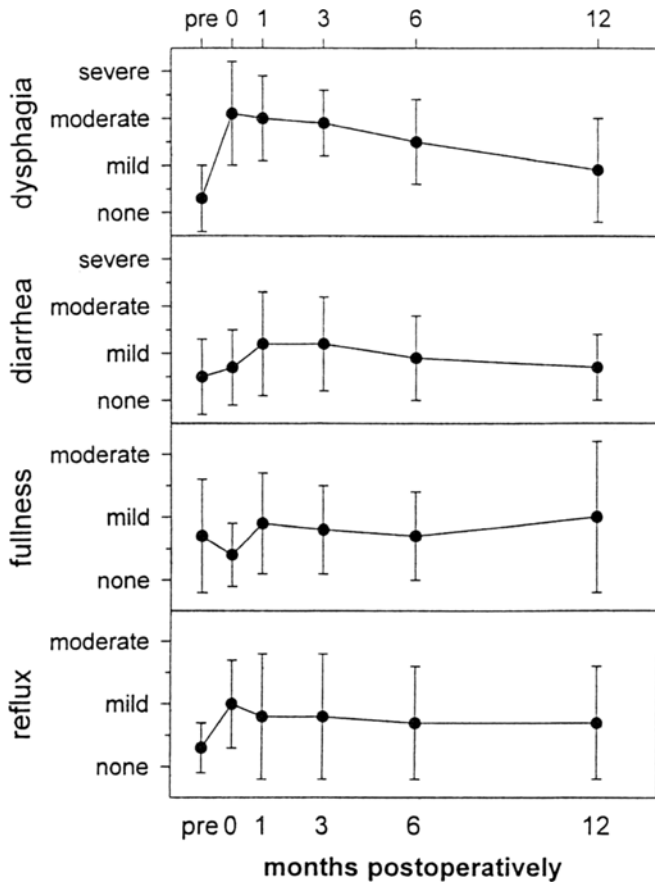 pre 0 1 3 6 12
dysphagia
severe
moderate
mild
none
diarrhea
severe
moderate
mild
none
fullness
moderate
mild
none
reflux
moderate
mild
none
pre 0 1 3 6 12
months postoperatively